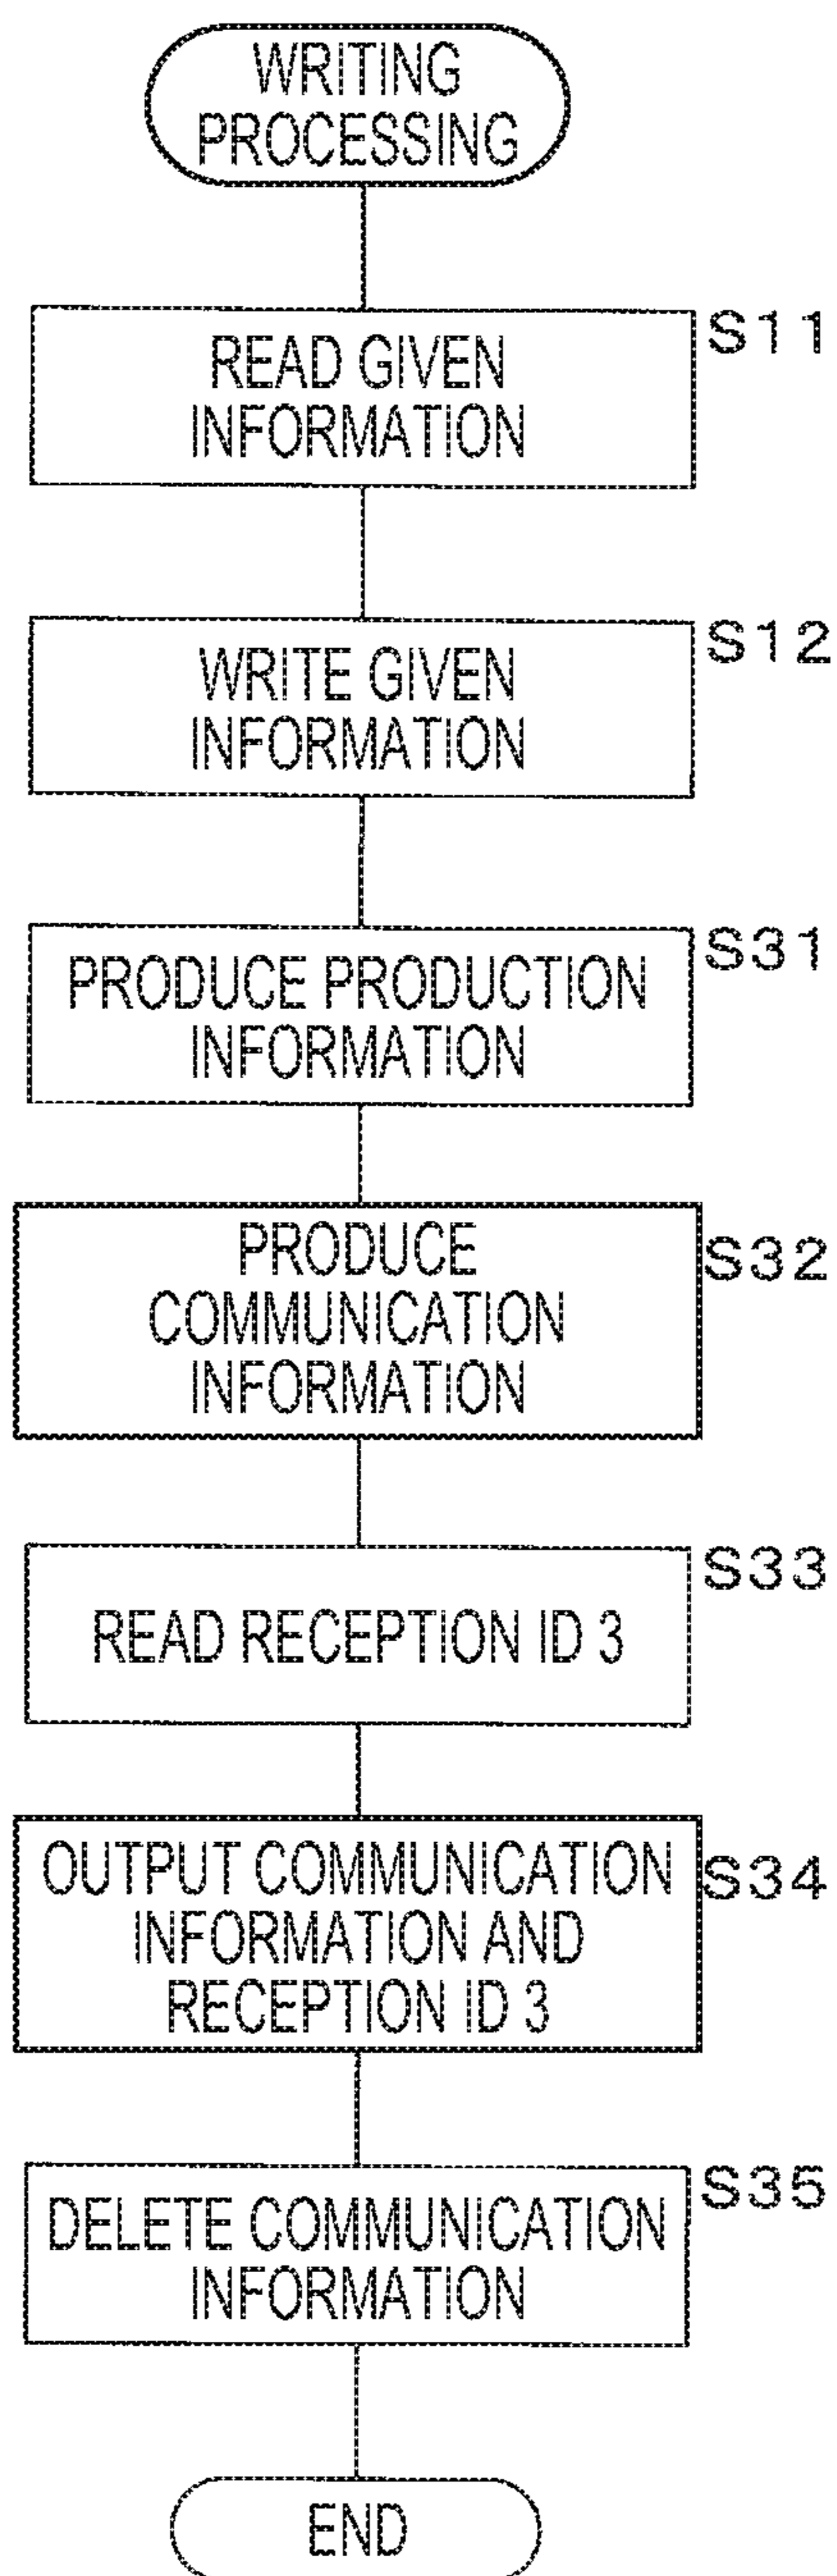 WRITING
PROCESSING
READ GIVEN
INFORMATION
S11
WRITE GIVEN
INFORMATION
S12
PRODUCE PRODUCTION
INFORMATION
S31
PRODUCE
COMMUNICATION
INFORMATION
S32
READ RECEPTION ID 3
S33
OUTPUT COMMUNICATION
INFORMATION AND
RECEPTION ID 3
S34
DELETE COMMUNICATION
INFORMATION
S35
END